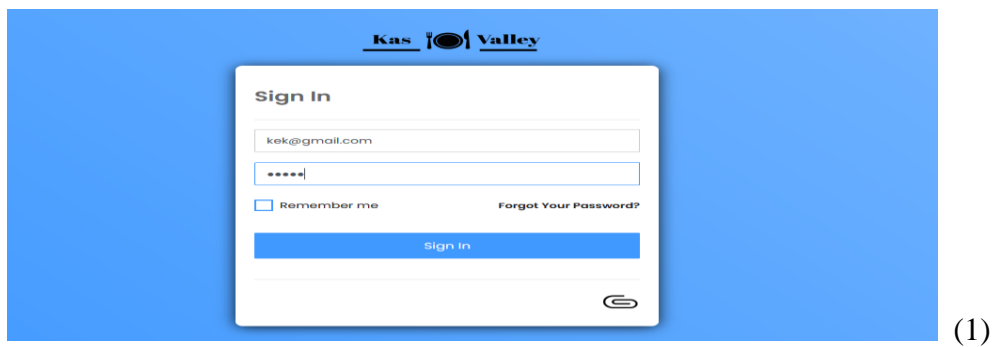 Kas Valley
Sign In
kek@gmail.com
•••••
Remember me Forgot Your Password?
Sign In
(1)